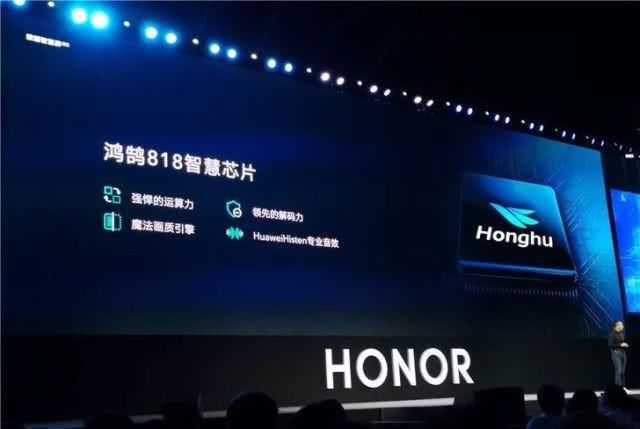 鸿鹄818智慧芯片
强悍的运算力
领先的解码力
魔法画质引擎
HuaweiHisten专业音效
Honghu
HONOR